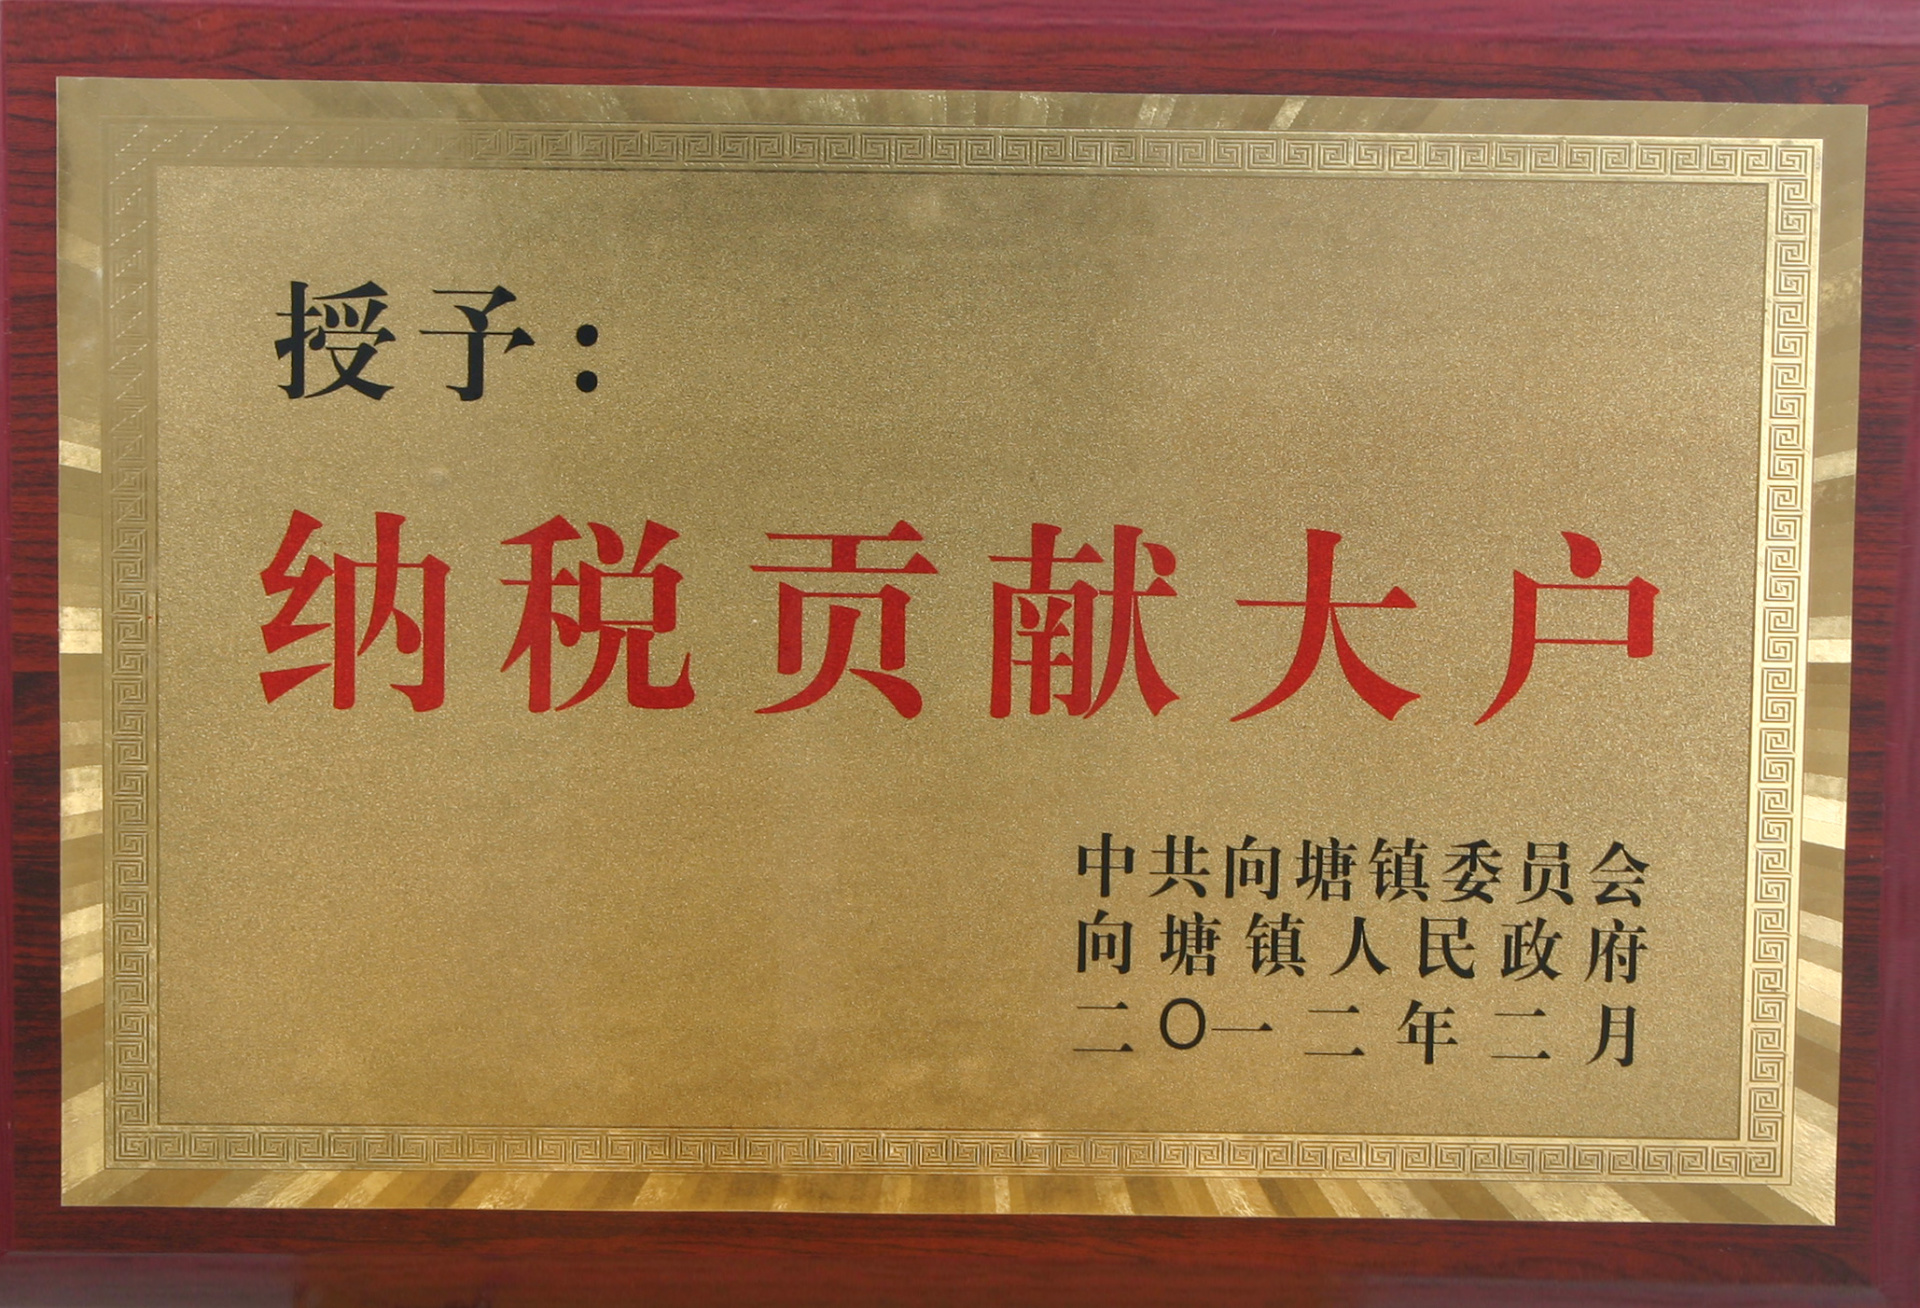 授予：
纳税贡献大户
中共向塘镇委员会
向塘镇人民政府
二〇一二年二月